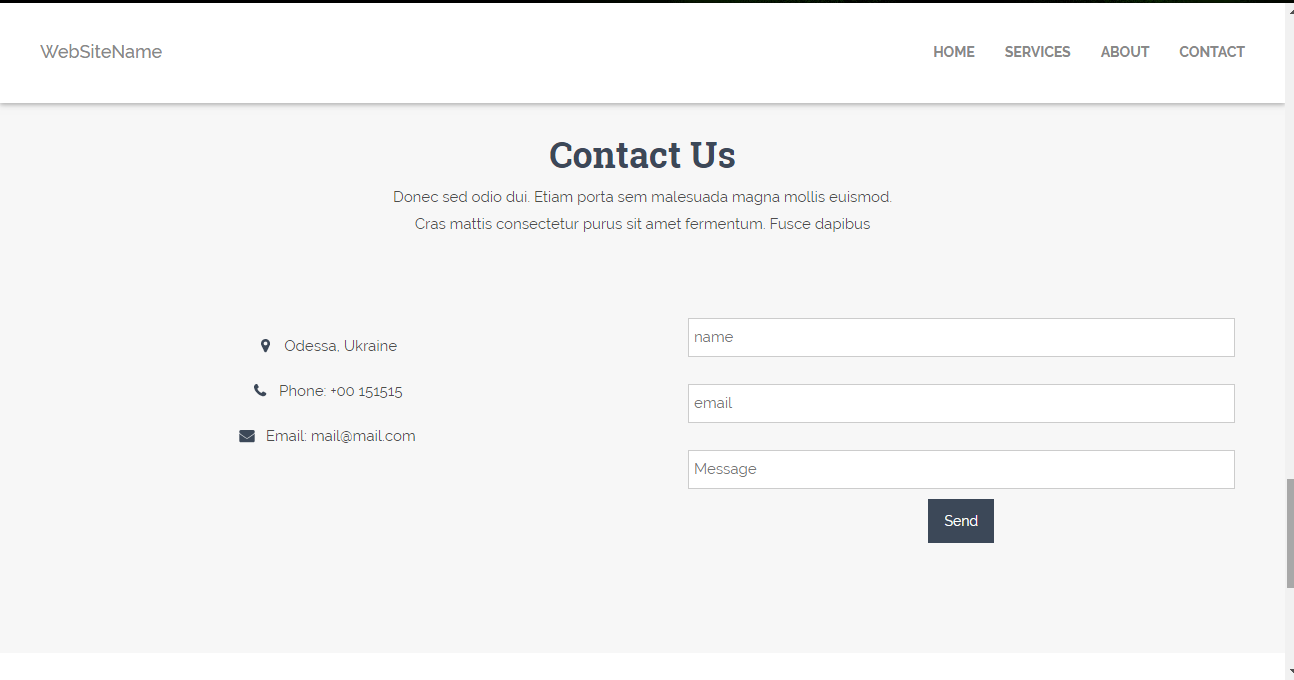 WebSiteName
HOME SERVICES ABOUT CONTACT
Contact Us
Donec sed odio dui. Etiam porta sem malesuada magna mollis euismod.
Cras mattis consectetur purus sit amet fermentum. Fusce dapibus
Odessa, Ukraine
Phone: +00 151515
Email: mail@mail.com
name
email
Message
Send